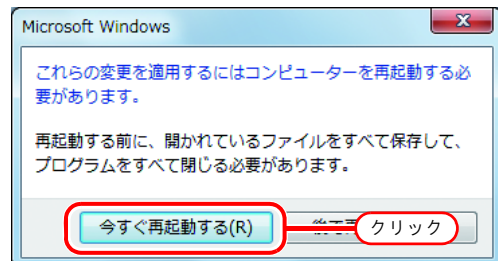 Microsoft Windows
これらの変更を適用するにはコンピューターを再起動する必
要があります。
再起動する前に、開かれているファイルをすべて保存して、
プログラムをすべて閉じる必要があります。
今すぐ再起動する(R)
クリック